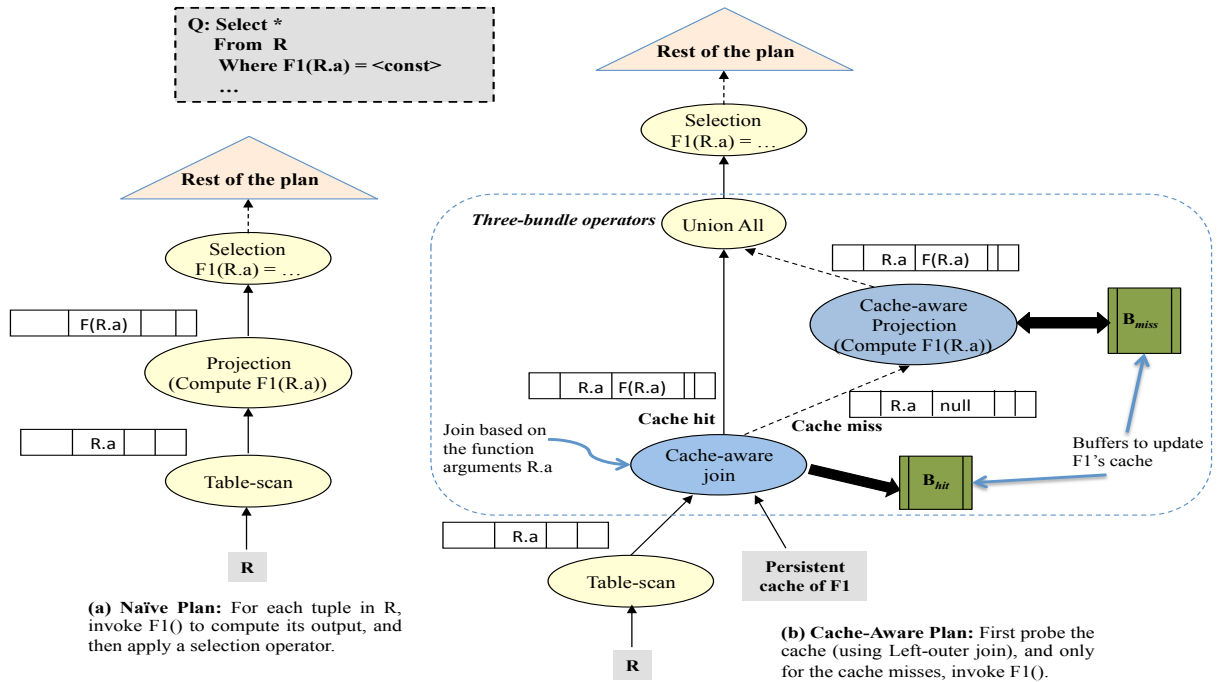 Q: Select *
From R
Where F1(R.a) = <const>
…
Rest of the plan
Selection
F1(R.a) = …
F(R.a)
Projection
(Compute F1(R.a))
R.a
Table-scan
R
(a) Naïve Plan: For each tuple in R,
invoke F1() to compute its output, and
then apply a selection operator.
Rest of the plan
Selection
F1(R.a) = …
Three-bundle operators
Union All
R.a F(R.a)
Cache-aware
Projection
(Compute F1(R.a))
Bmiss
R.a F(R.a)
R.a null
Cache hit
Cache miss
Join based on
the function
arguments R.a
Cache-aware
join
Bhit
Buffers to update
F1's cache
R.a
Table-scan
Persistent
cache of F1
R
(b) Cache-Aware Plan: First probe the
cache (using Left-outer join), and only
for the cache misses, invoke F1().